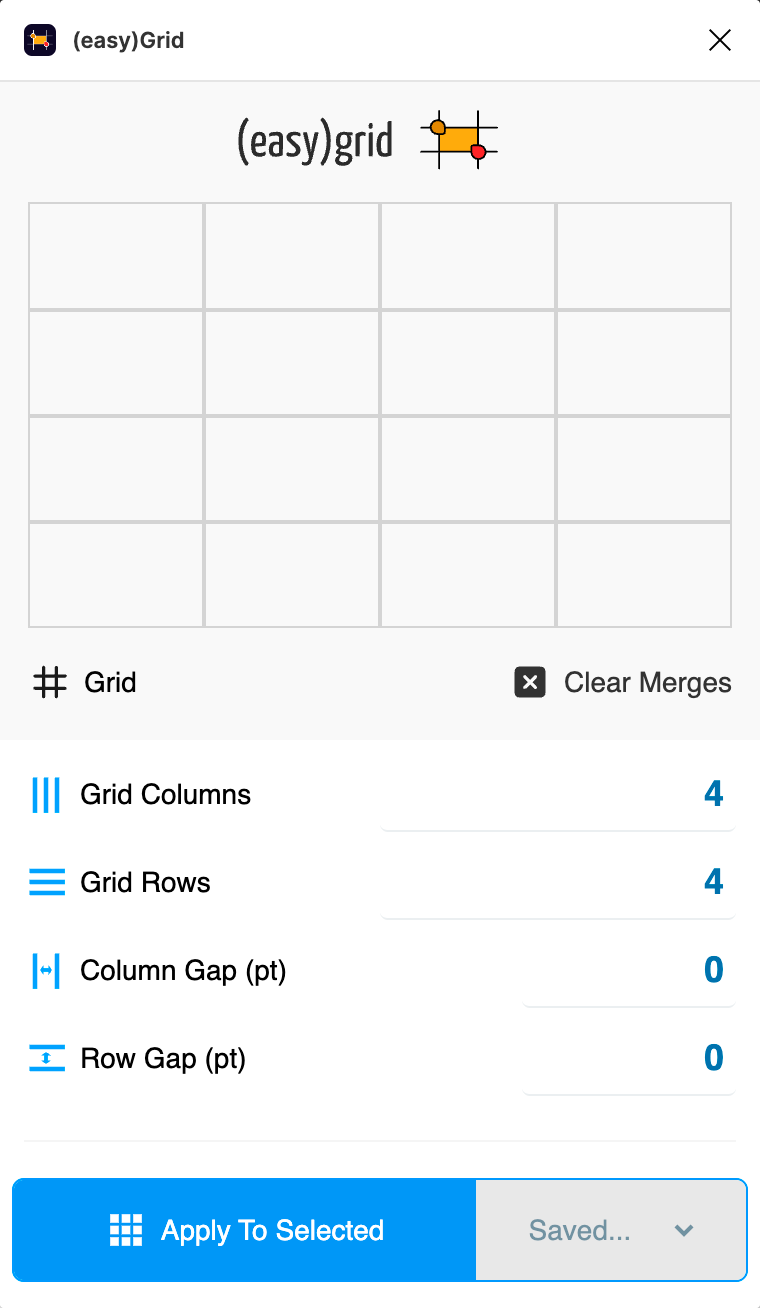 (easy)Grid
(easy)grid
Grid
Clear Merges
Grid Columns 4
Grid Rows 4
Column Gap (pt) 0
Row Gap (pt) 0
Apply To Selected
Saved...